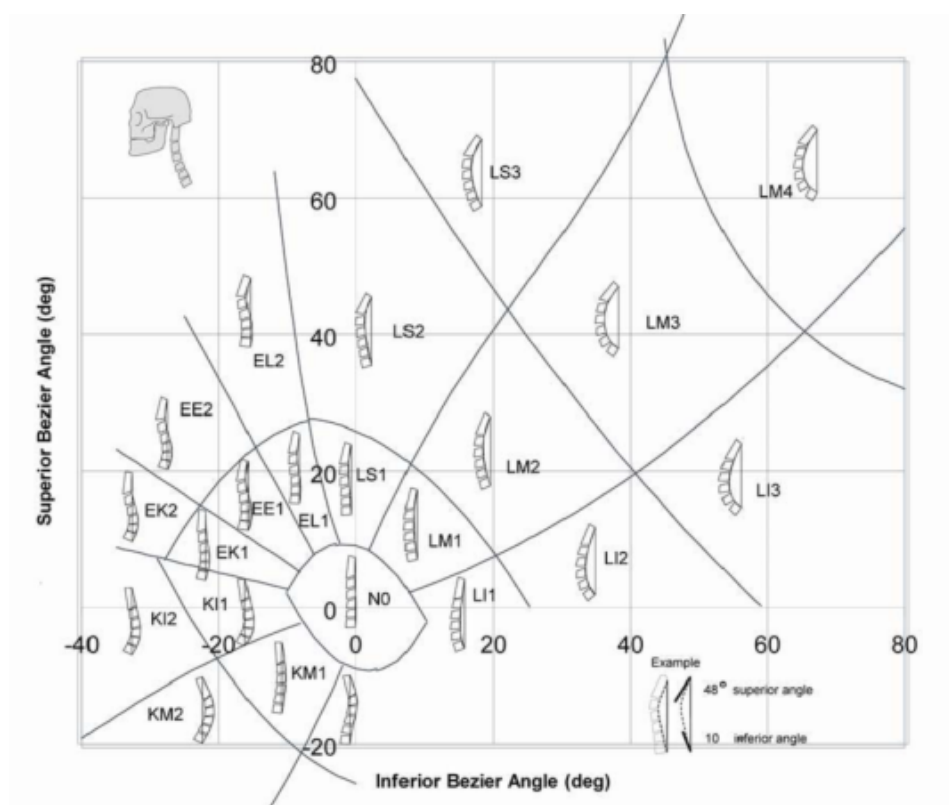 80
LS3
LM4
60
Superior Bezier Angle (deg)
LM3
40
LS2
EL2
EE2
LM2
20
LS1
LI3
EE1
EL1
EK2
LM1
EK1
LI2
KI1
N0
LI1
KI2
0
-40
-20
0
20
40
60
80
Example
KM1
48° superior angle
KM2
10 inferior angle
-20
Inferior Bezier Angle (deg)